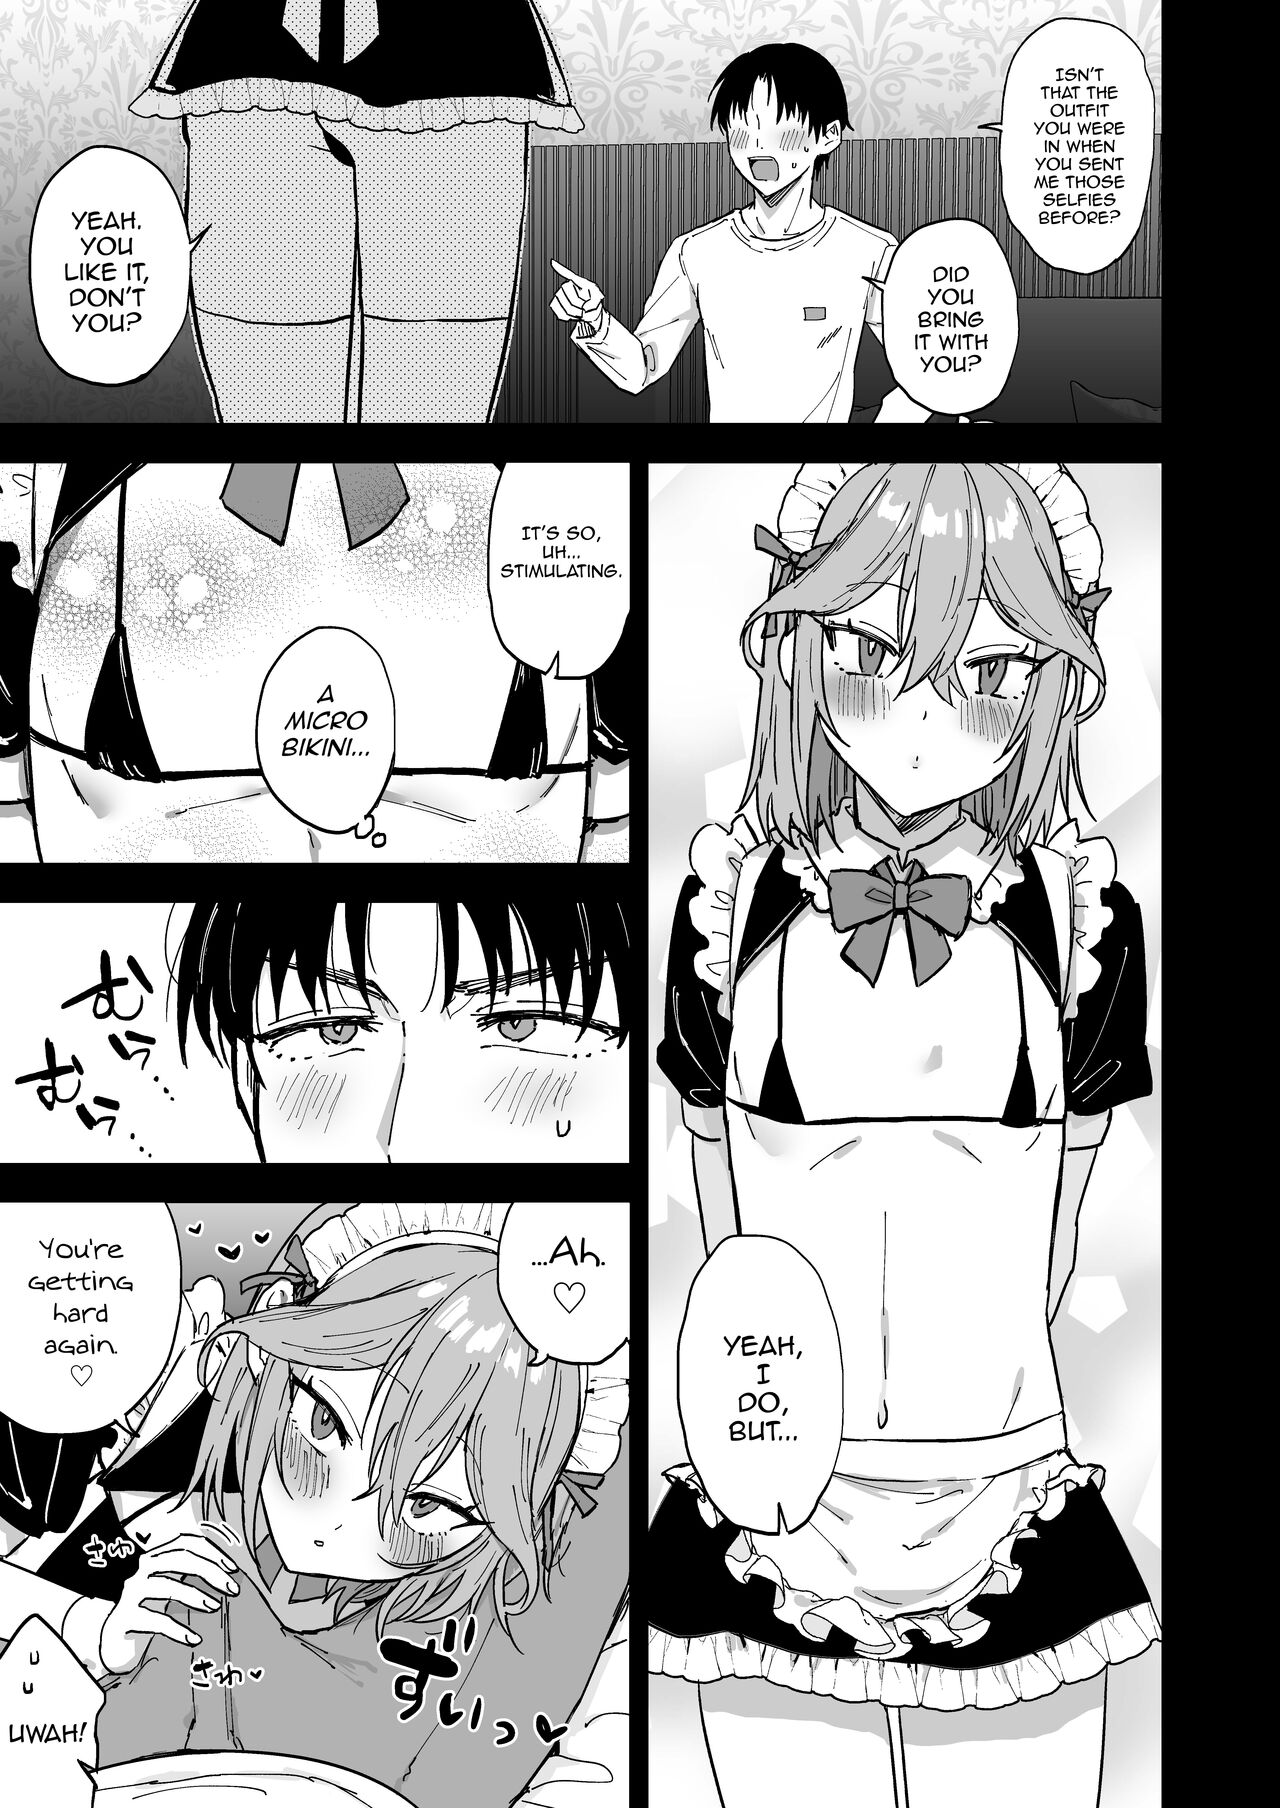 ISN'T
THAT THE
OUTFIT
YOU WERE
IN WHEN
YOU SENT
ME THOSE
SELFIES
BEFORE?
DID
YOU
BRING
IT WITH
YOU?
YEAH.
YOU
LIKE IT,
DON'T
YOU?
YEAH,
I
DO,
BUT...
IT'S SO,
UH...
STIMULATING.
A
MICRO
BIKINI...
むら…
むら…
...Ah.
♡
You're
getting
hard
again.
♡
さわ♥
さわ♥
ずいっ♥
UWAH!